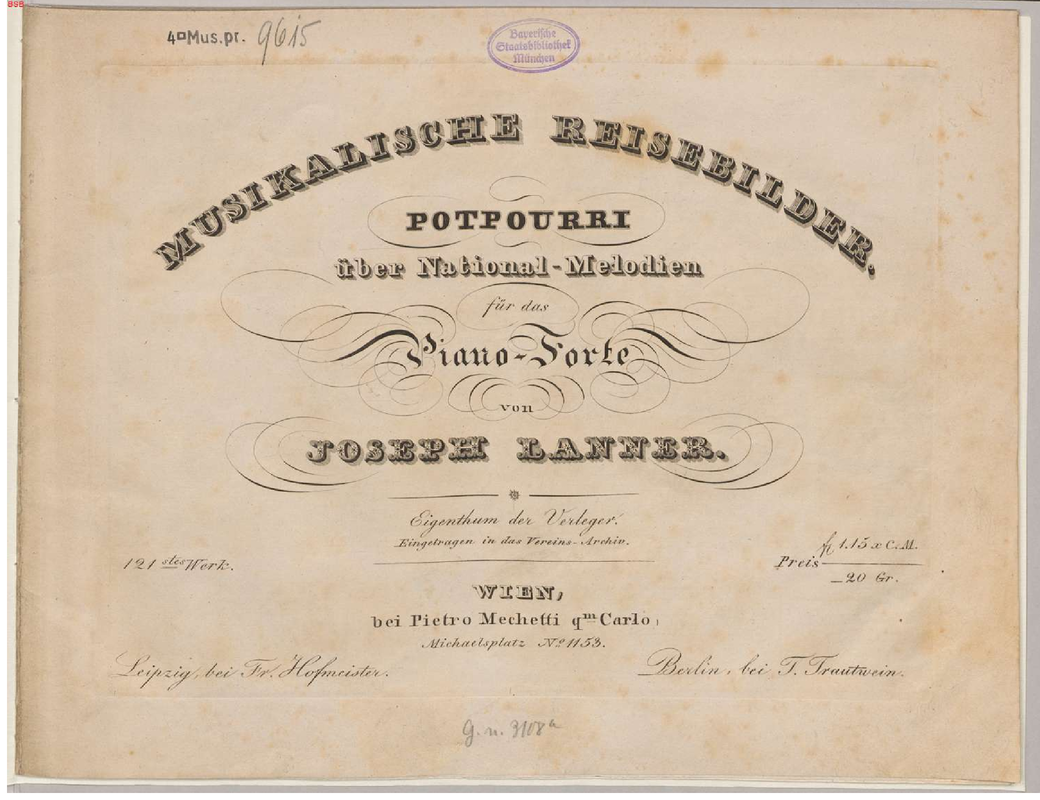 4° Mus.pr. 9615
Bayerische
Staatsbibliothek
München
MUSIKALISCHE REISEBILDER.
POTPOURRI
über National-Melodien
für das
Piano-Forte
von
JOSEPH LANNER.
Eigenthum der Verleger.
Eingetragen in das Vereins-Archiv.
121stes Werk.
Preis f 1.15 x C.M.
20 Gr.
WIEN,
bei Pietro Mechetti qm Carlo,
Michaelsplatz No 1153.
Leipzig, bei Fr. Hofmeister.
Berlin, bei T. Trautwein.
G. n. 3108a